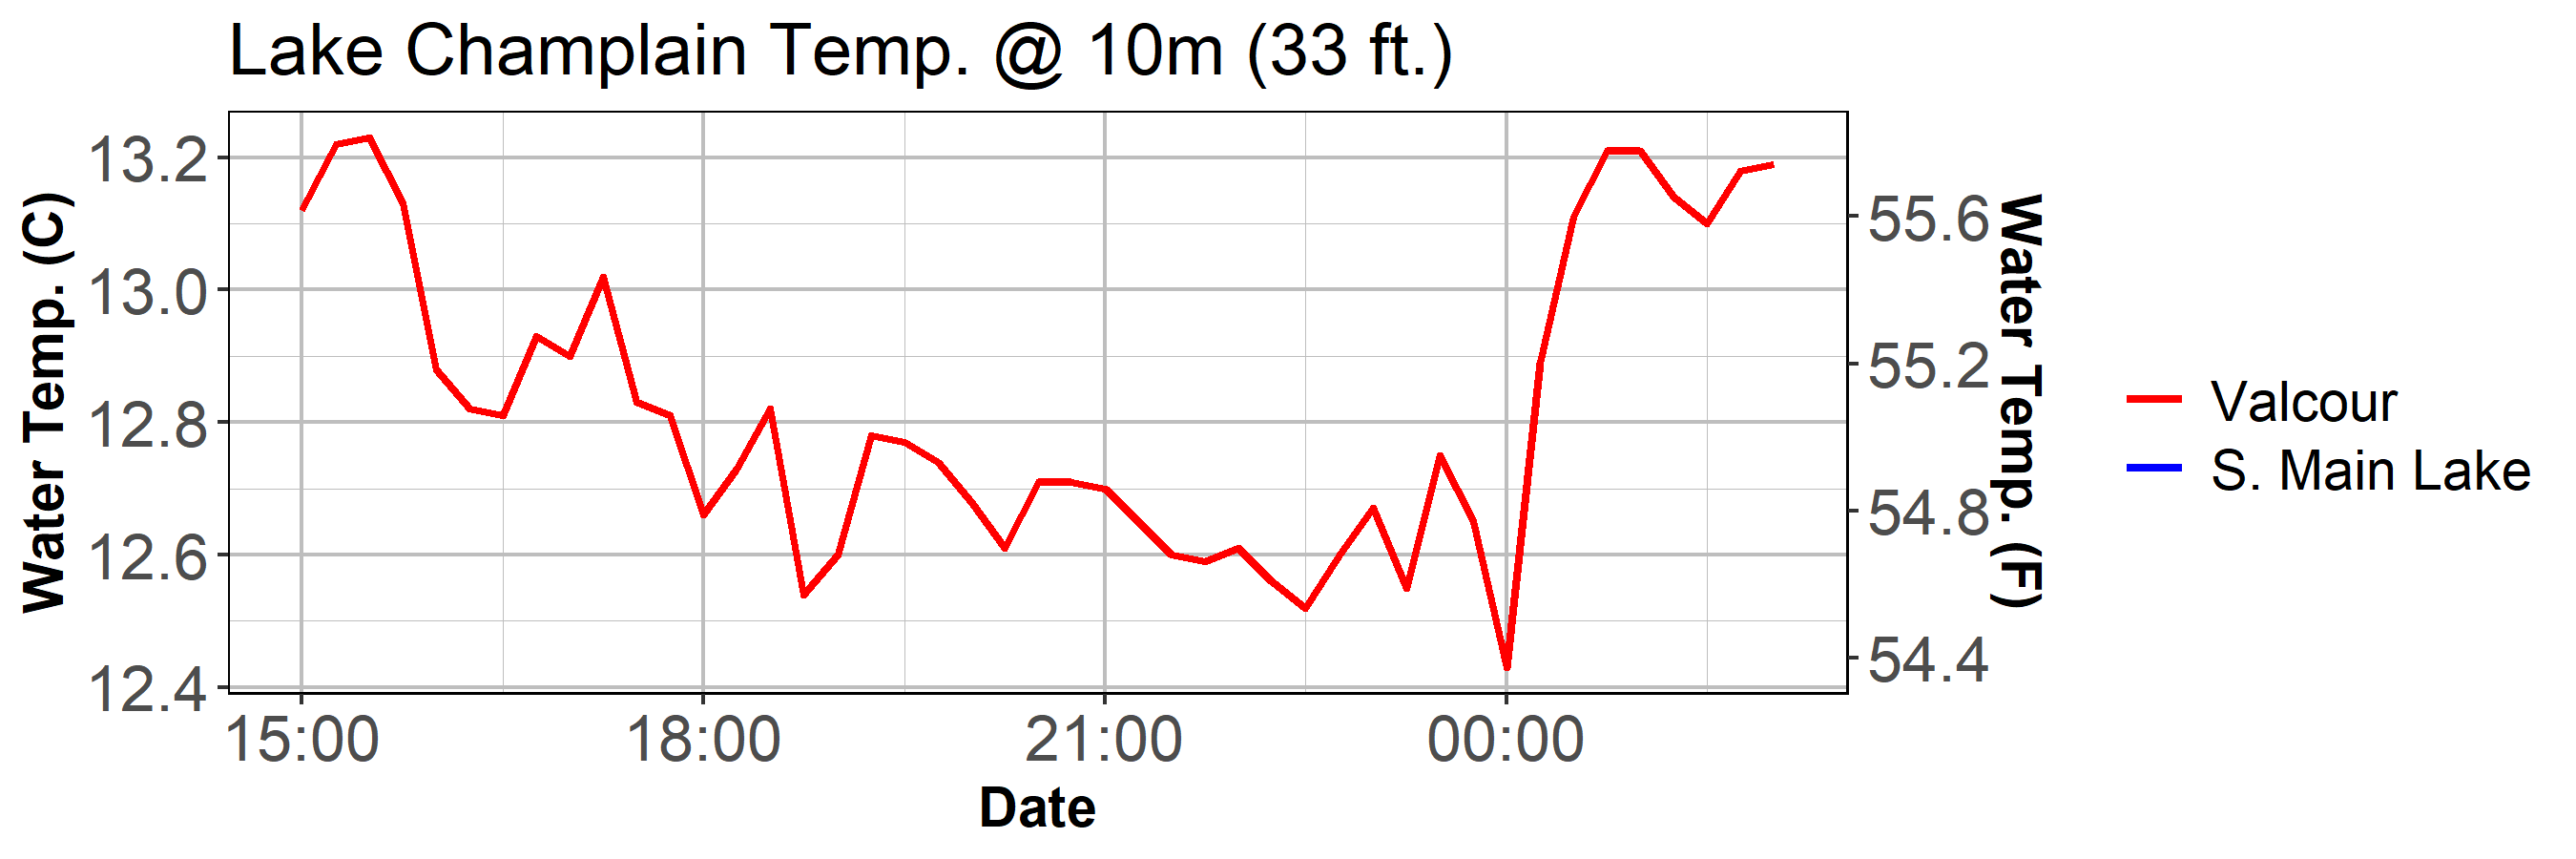 Lake Champlain Temp. @ 10m (33 ft.)
Water Temp. (C)
13.2
13.0
12.8
12.6
12.4
15:00 18:00 21:00 00:00
Date
55.6
55.2
54.8
54.4
Water Temp. (F)
Valcour
S. Main Lake